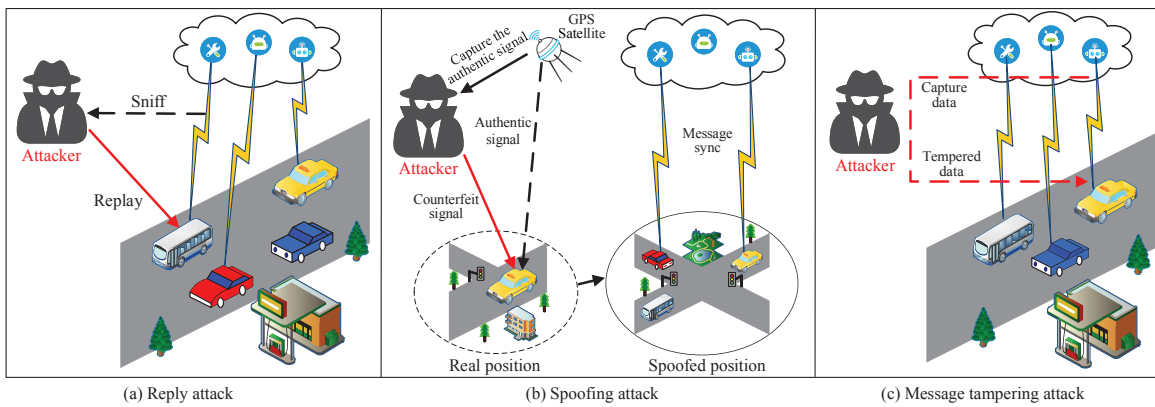 Sniff
Attacker
Replay
(a) Reply attack
GPS
Satellite
Capture the
authentic signal
Authentic
signal
Attacker
Counterfeit
signal
Message
sync
Real position
Spoofed position
(b) Spoofing attack
Capture
data
Attacker
Tempered
data
(c) Message tampering attack